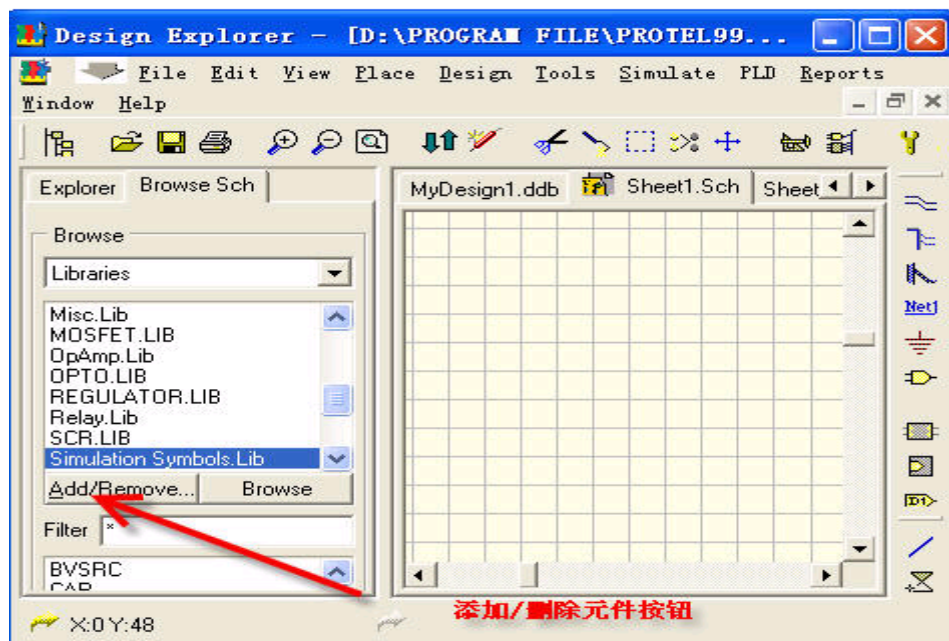 Design Explorer - [D:\PROGRAM FILE\PROTEL99...
File Edit View Place Design Tools Simulate PLD Reports
Window Help
Explorer Browse Sch
MyDesign1.ddb Sheet1.Sch Sheet
Browse
Libraries
Misc.Lib
MOSFET.LIB
OpAmp.Lib
OPTO.LIB
REGULATOR.LIB
Relay.Lib
SCR.LIB
Simulation Symbols.Lib
Add/Remove... Browse
Filter *
BVSRC
CAP
Net1
D1
添加/删除元件按钮
X:0 Y:48